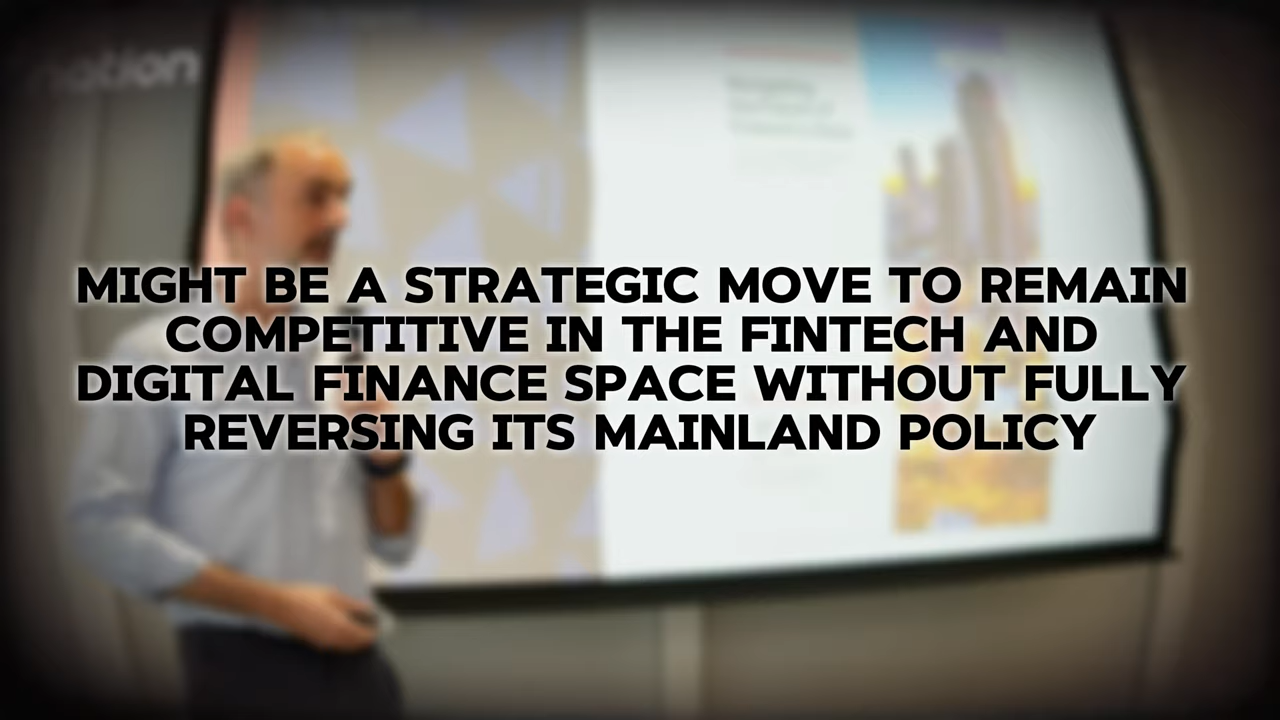 nation
MIGHT BE A STRATEGIC MOVE TO REMAIN
COMPETITIVE IN THE FINTECH AND
DIGITAL FINANCE SPACE WITHOUT FULLY
REVERSING ITS MAINLAND POLICY